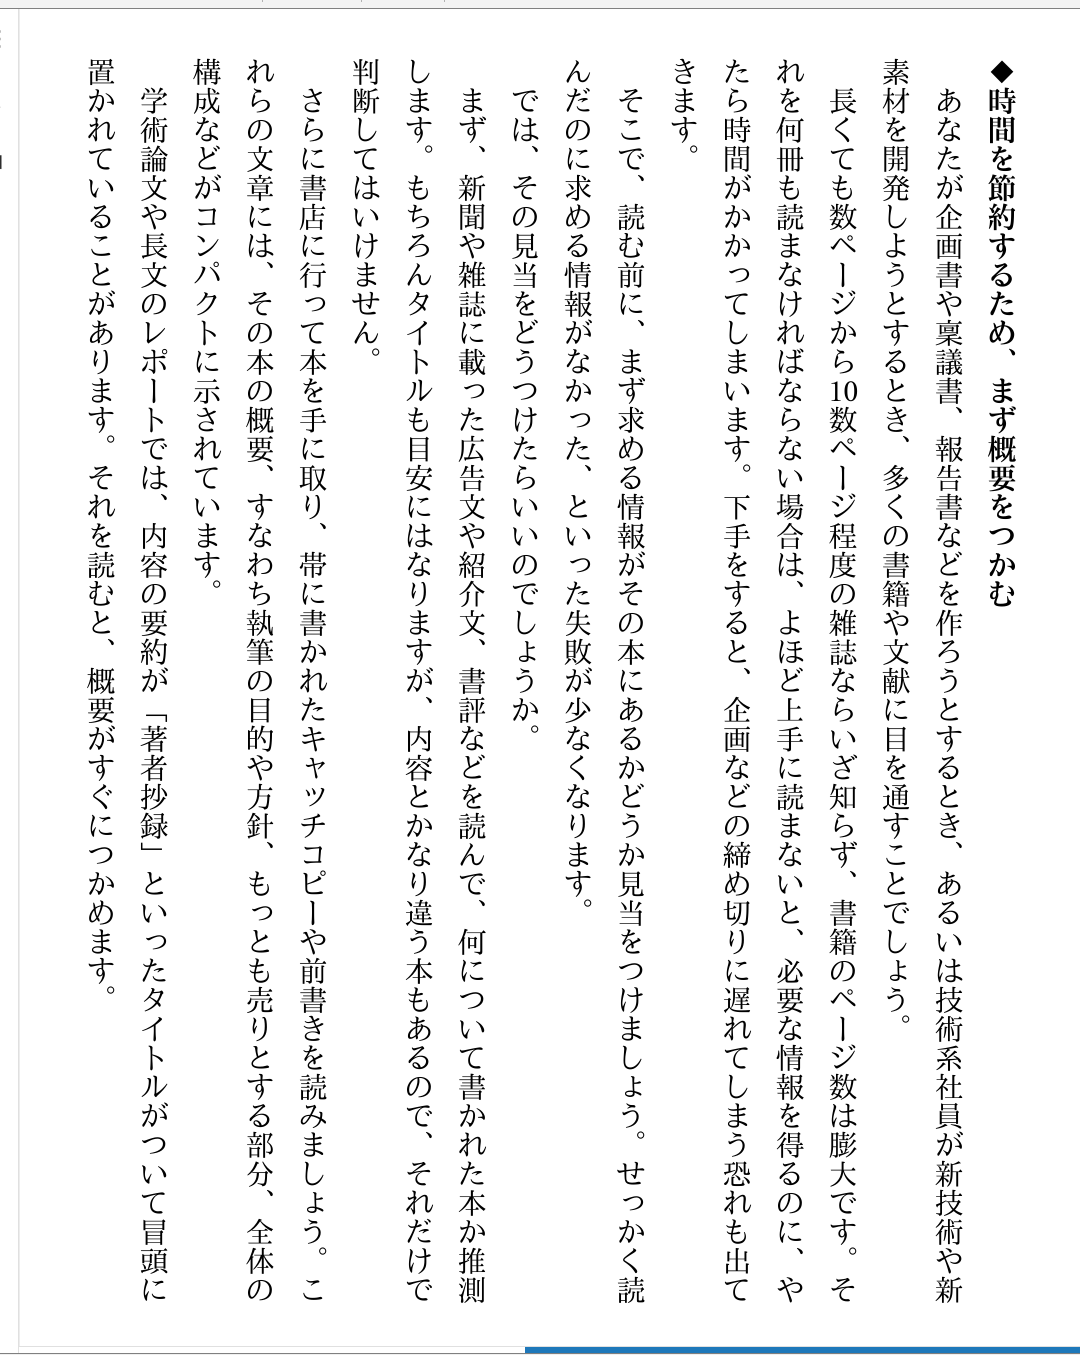 ◆時間を節約するため、まず概要をつかむ
あなたが企画書や稟議書、報告書などを作ろうとするとき、あるいは技術系社員が新技術や新
素材を開発しようとするとき、多くの書籍や文献に目を通すことでしょう。
長くても数ページから10数ページ程度の雑誌ならいざ知らず、書籍のページ数は膨大です。そ
れを何冊も読まなければならない場合は、よほど上手に読まないと、必要な情報を得るのに、や
たら時間がかかってしまいます。下手をすると、企画などの締め切りに遅れてしまう恐れも出て
きます。
そこで、読む前に、まず求める情報がその本にあるかどうか見当をつけましょう。せっかく読
んだのに求める情報がなかった、といった失敗が少なくなります。
では、その見当をどうつけたらいいのでしょうか。
まず、新聞や雑誌に載った広告文や紹介文、書評などを読んで、何について書かれた本か推測
します。もちろんタイトルも目安にはなりますが、内容とかなり違う本もあるので、それだけで
判断してはいけません。
さらに書店に行って本を手に取り、帯に書かれたキャッチコピーや前書きを読みましょう。こ
れらの文章には、その本の概要、すなわち執筆の目的や方針、もっとも売りとする部分、全体の
構成などがコンパクトに示されています。
学術論文や長文のレポートでは、内容の要約が「著者抄録」といったタイトルがついて冒頭に
置かれていることがあります。それを読むと、概要がすぐにつかめます。